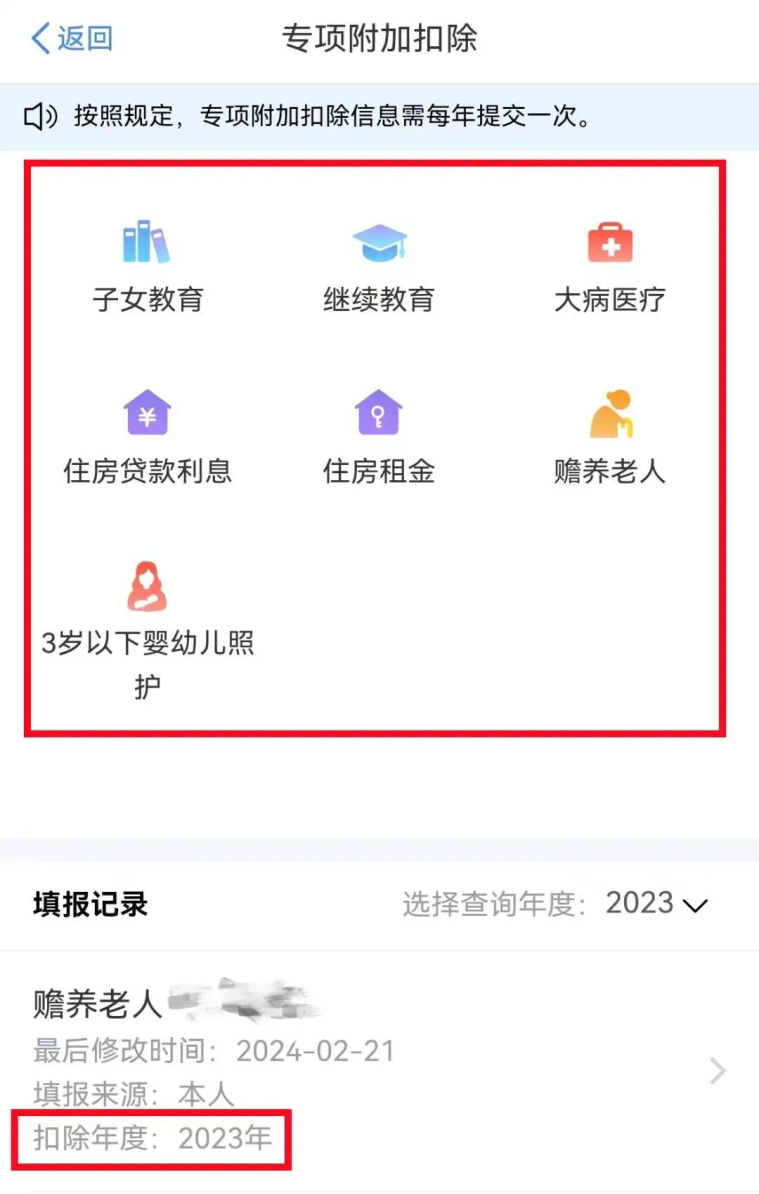 返回
专项附加扣除
按照规定，专项附加扣除信息需每年提交一次。
子女教育
继续教育
大病医疗
住房贷款利息
住房租金
赡养老人
3岁以下婴幼儿照
护
填报记录
选择查询年度：2023
赡养老人
最后修改时间：2024-02-21
填报来源：本人
扣除年度：2023年